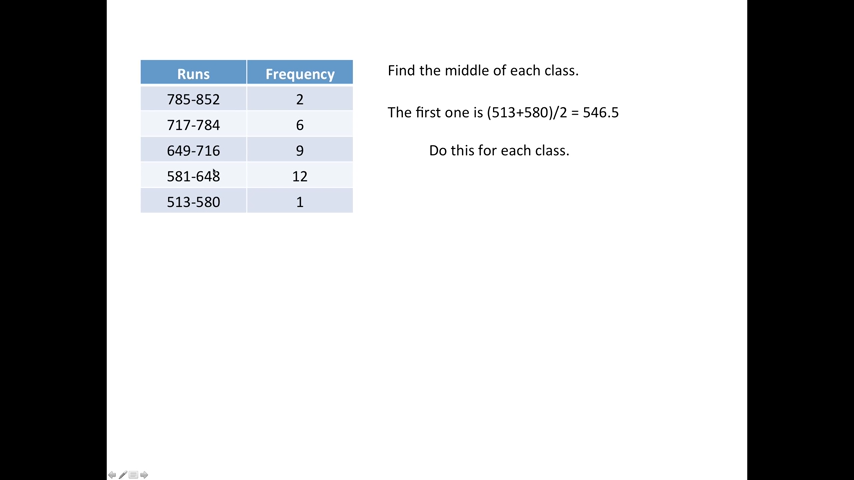 Runs Frequency
785-852 2
717-784 6
649-716 9
581-648 12
513-580 1
Find the middle of each class.
The first one is (513+580)/2 = 546.5
Do this for each class.